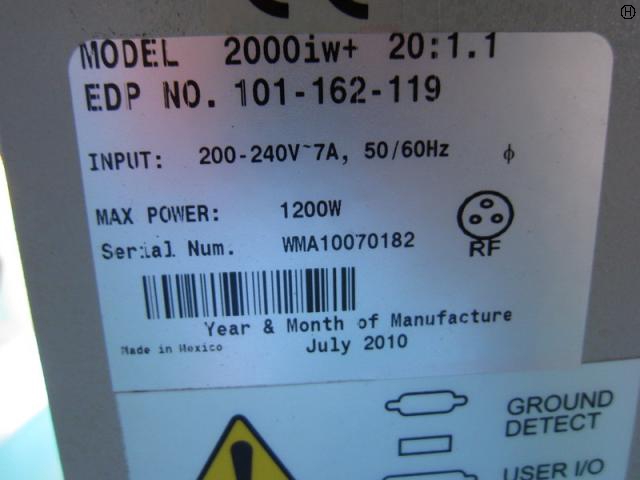 MODEL 2000iw+ 20:1.1
EDP NO. 101-162-119
INPUT: 200-240V~7A, 50/60Hz ϕ
MAX POWER: 1200W
Serial Num. WMA10070182
RF
Year & Month of Manufacture
Made in Mexico
July 2010
GROUND
DETECT
USER I/O
H